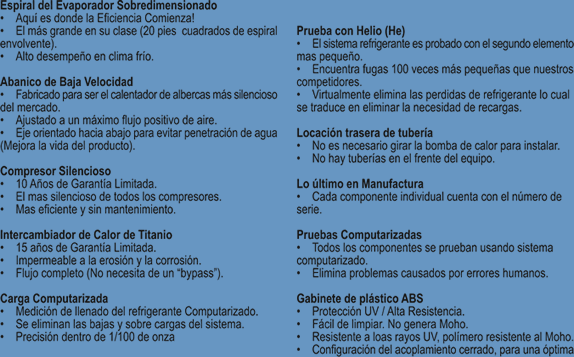 Espiral del Evaporador Sobredimensionado
• Aquí es donde la Eficiencia Comienza!
• El más grande en su clase (20 pies cuadrados de espiral
envolvente).
• Alto desempeño en clima frío.
Abanico de Baja Velocidad
• Fabricado para ser el calentador de albercas más silencioso
del mercado.
• Ajustado a un máximo flujo positivo de aire.
• Eje orientado hacia abajo para evitar penetración de agua
(Mejora la vida del producto).
Compresor Silencioso
• 10 Años de Garantía Limitada.
• El mas silencioso de todos los compresores.
• Mas eficiente y sin mantenimiento.
Intercambiador de Calor de Titanio
• 15 años de Garantía Limitada.
• Impermeable a la erosión y la corrosión.
• Flujo completo (No necesita de un “bypass”).
Carga Computarizada
• Medición de llenado del refrigerante Computarizado.
• Se eliminan las bajas y sobre cargas del sistema.
• Precisión dentro de 1/100 de onza
Prueba con Helio (He)
• El sistema refrigerante es probado con el segundo elemento
mas pequeño.
• Encuentra fugas 100 veces más pequeñas que nuestros
competidores.
• Virtualmente elimina las perdidas de refrigerante lo cual
se traduce en eliminar la necesidad de recargas.
Locación trasera de tubería
• No es necesario girar la bomba de calor para instalar.
• No hay tuberías en el frente del equipo.
Lo último en Manufactura
• Cada componente individual cuenta con el número de
serie.
Pruebas Computarizadas
• Todos los componentes se prueban usando sistema
computarizado.
• Elimina problemas causados por errores humanos.
Gabinete de plástico ABS
• Protección UV / Alta Resistencia.
• Fácil de limpiar. No genera Moho.
• Resistente a loas rayos UV, polímero resistente al Moho.
• Configuración del acoplamiento cerrado, para una óptima